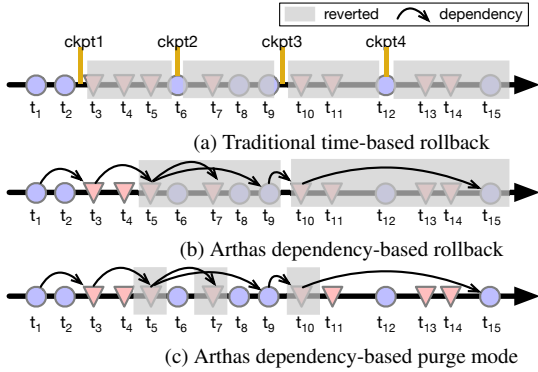 reverted dependency
ckpt1 ckpt2 ckpt3 ckpt4
t1 t2 t3 t4 t5 t6 t7 t8 t9 t10 t11 t12 t13 t14 t15
(a) Traditional time-based rollback
t1 t2 t3 t4 t5 t6 t7 t8 t9 t10 t11 t12 t13 t14 t15
(b) Arthas dependency-based rollback
t1 t2 t3 t4 t5 t6 t7 t8 t9 t10 t11 t12 t13 t14 t15
(c) Arthas dependency-based purge mode